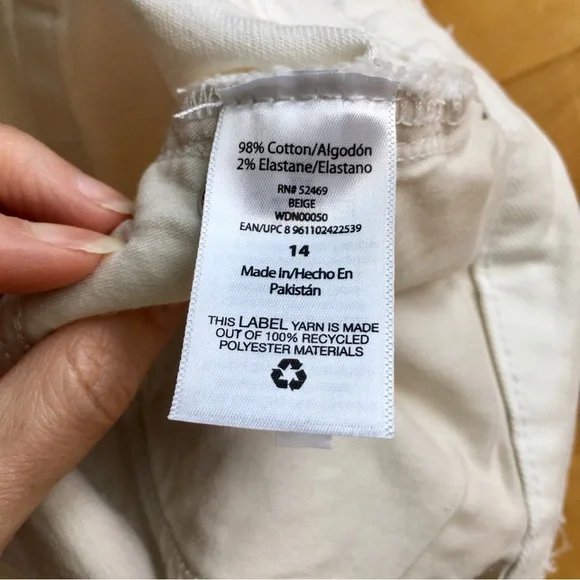 98% Cotton/Algodón
2% Elastane/Elastano
RN# 52469
BEIGE
WDN00050
EAN/UPC 8 961102422539
14
Made In/Hecho En
Pakistán
THIS LABEL YARN IS MADE
OUT OF 100% RECYCLED
POLYESTER MATERIALS